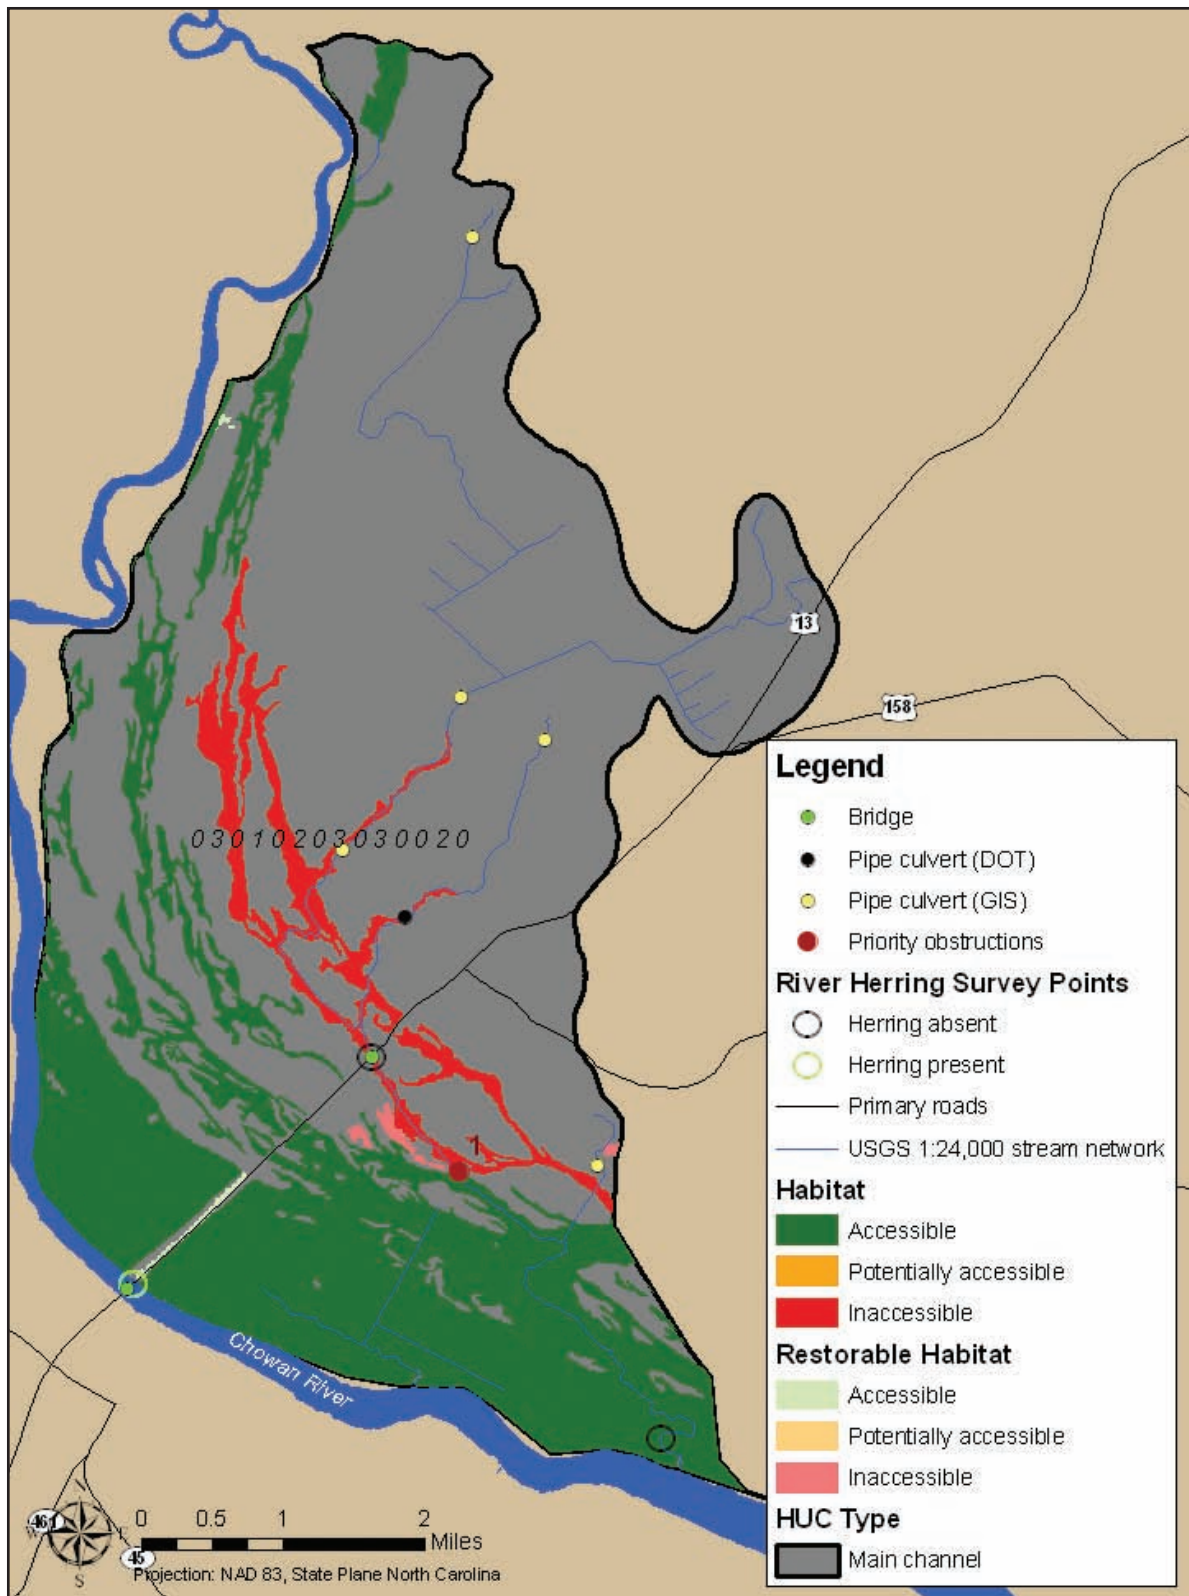 13
158
03010203030020
1
Chowan River
Legend
Bridge
Pipe culvert (DOT)
Pipe culvert (GIS)
Priority obstructions
River Herring Survey Points
Herring absent
Herring present
Primary roads
USGS 1:24,000 stream network
Habitat
Accessible
Potentially accessible
Inaccessible
Restorable Habitat
Accessible
Potentially accessible
Inaccessible
HUC Type
Main channel
N
W
E
S
45
0 0.5 1 2
Miles
Projection: NAD 83, State Plane North Carolina